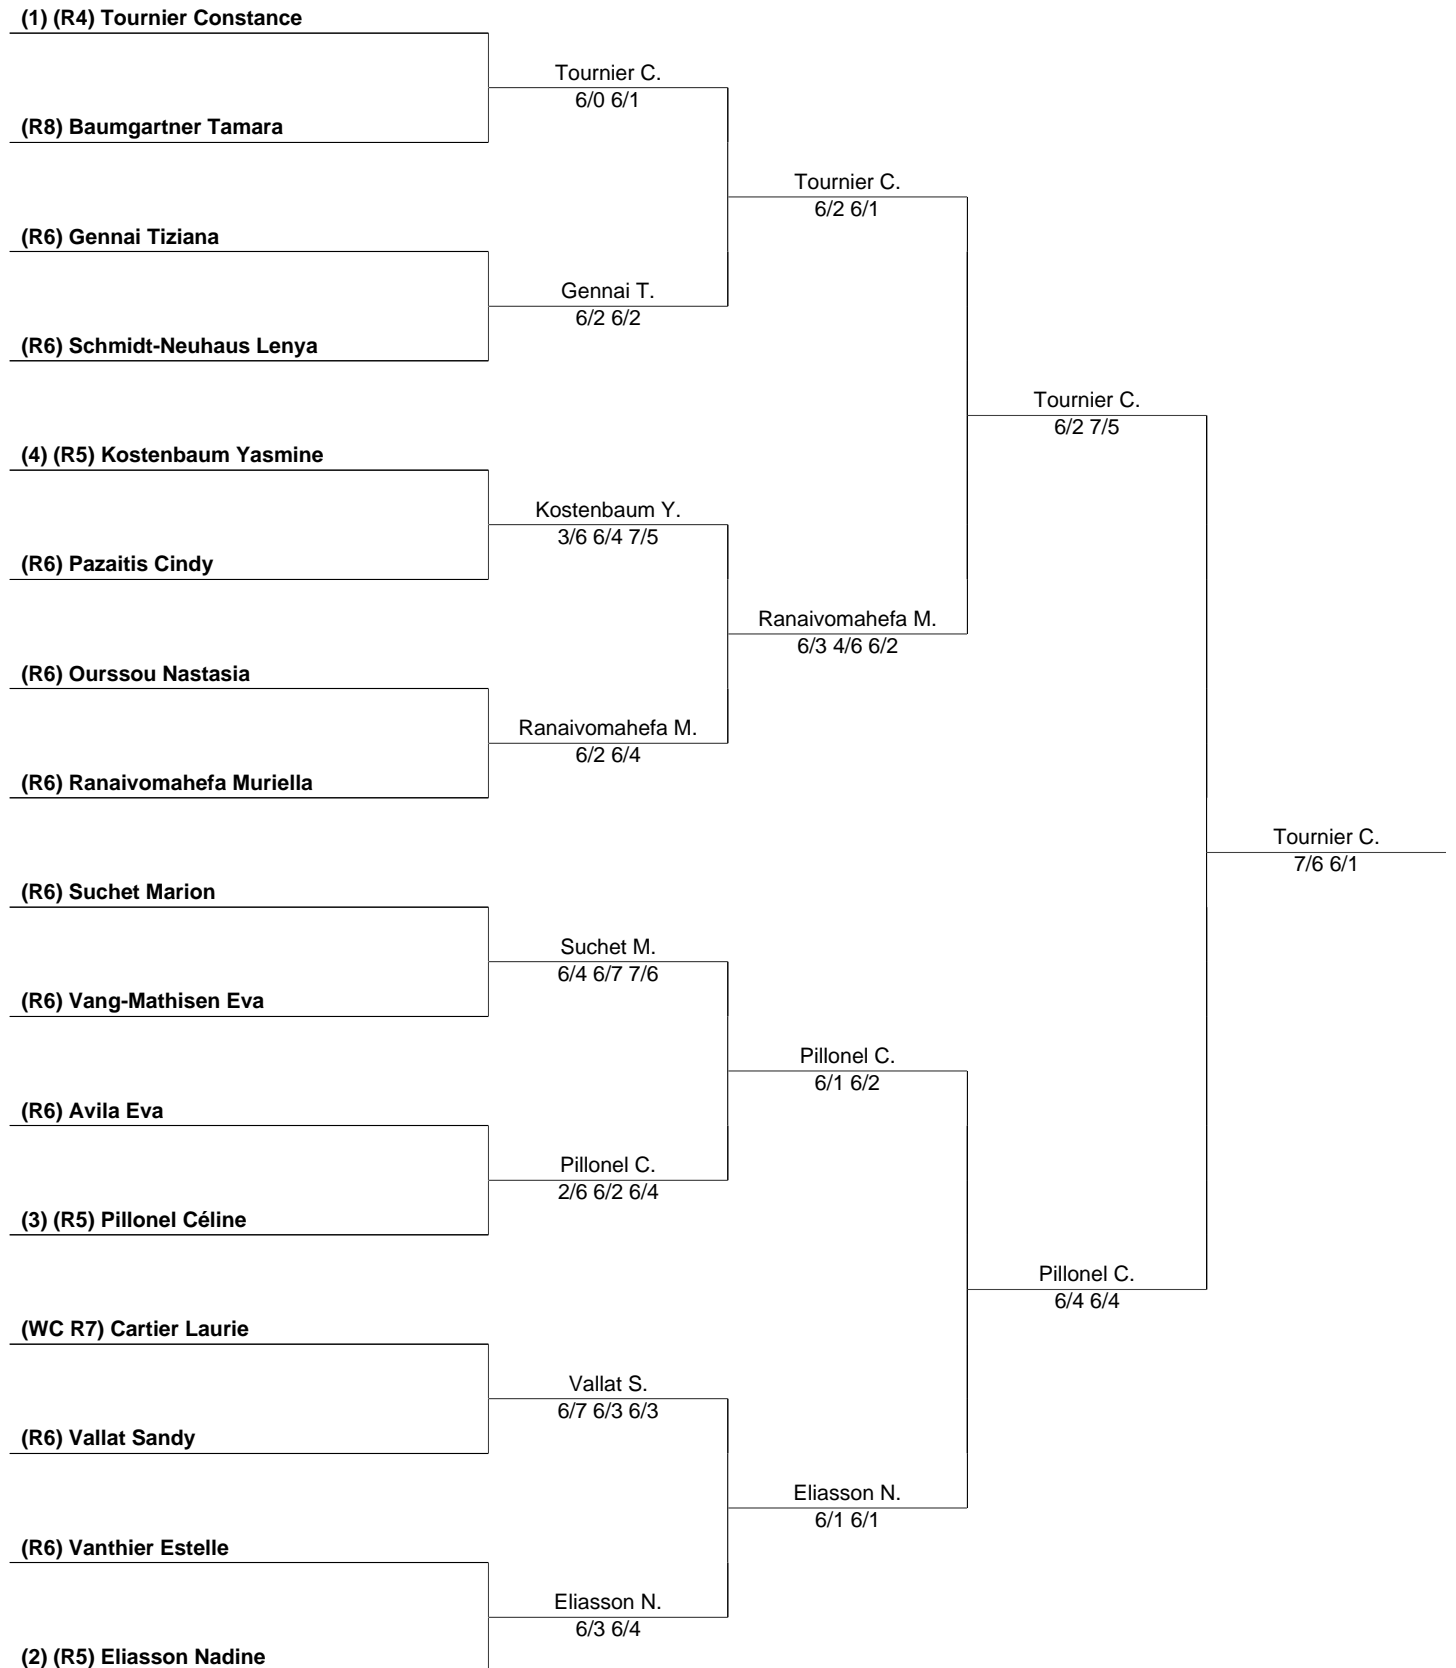 (1) (R4) Tournier Constance
Tournier C.
6/0 6/1
(R8) Baumgartner Tamara
Tournier C.
6/2 6/1
(R6) Gennai Tiziana
Gennai T.
6/2 6/2
(R6) Schmidt-Neuhaus Lenya
Tournier C.
6/2 7/5
(4) (R5) Kostenbaum Yasmine
Kostenbaum Y.
3/6 6/4 7/5
(R6) Pazaitis Cindy
Ranaivomahefa M.
6/3 4/6 6/2
(R6) Ourssou Nastasia
Ranaivomahefa M.
6/2 6/4
(R6) Ranaivomahefa Muriella
Tournier C.
7/6 6/1
(R6) Suchet Marion
Suchet M.
6/4 6/7 7/6
(R6) Vang-Mathisen Eva
Pillonel C.
6/1 6/2
(R6) Avila Eva
Pillonel C.
2/6 6/2 6/4
(3) (R5) Pillonel Céline
Pillonel C.
6/4 6/4
(WC R7) Cartier Laurie
Vallat S.
6/7 6/3 6/3
(R6) Vallat Sandy
Eliasson N.
6/1 6/1
(R6) Vanthier Estelle
Eliasson N.
6/3 6/4
(2) (R5) Eliasson Nadine